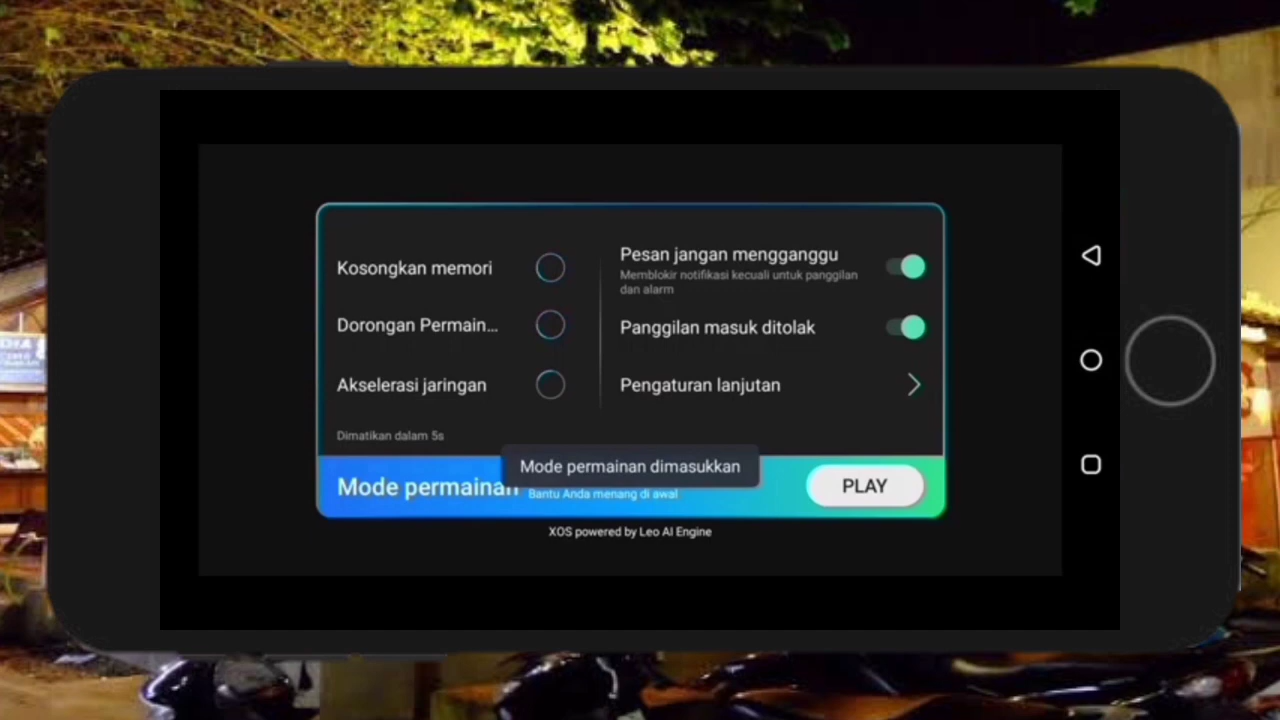 Kosongkan memori
Dorongan Permain...
Akselerasi jaringan
Dimatikan dalam 5s
Pesan jangan mengganggu
Memblokir notifikasi kecuali untuk panggilan
dan alarm
Panggilan masuk ditolak
Pengaturan lanjutan
Mode permainan dimasukkan
Mode permainan
Bantu Anda menang di awal
PLAY
XOS powered by Leo AI Engine